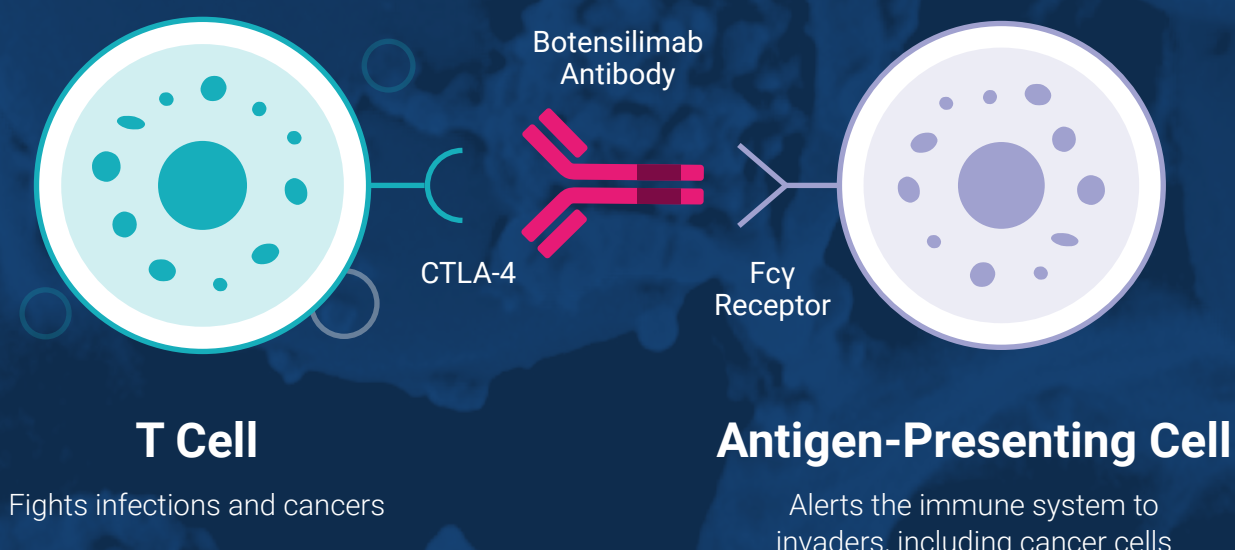 Botensilimab
Antibody
CTLA-4
Fcγ
Receptor
T Cell
Fights infections and cancers
Antigen-Presenting Cell
Alerts the immune system to
invaders, including cancer cells